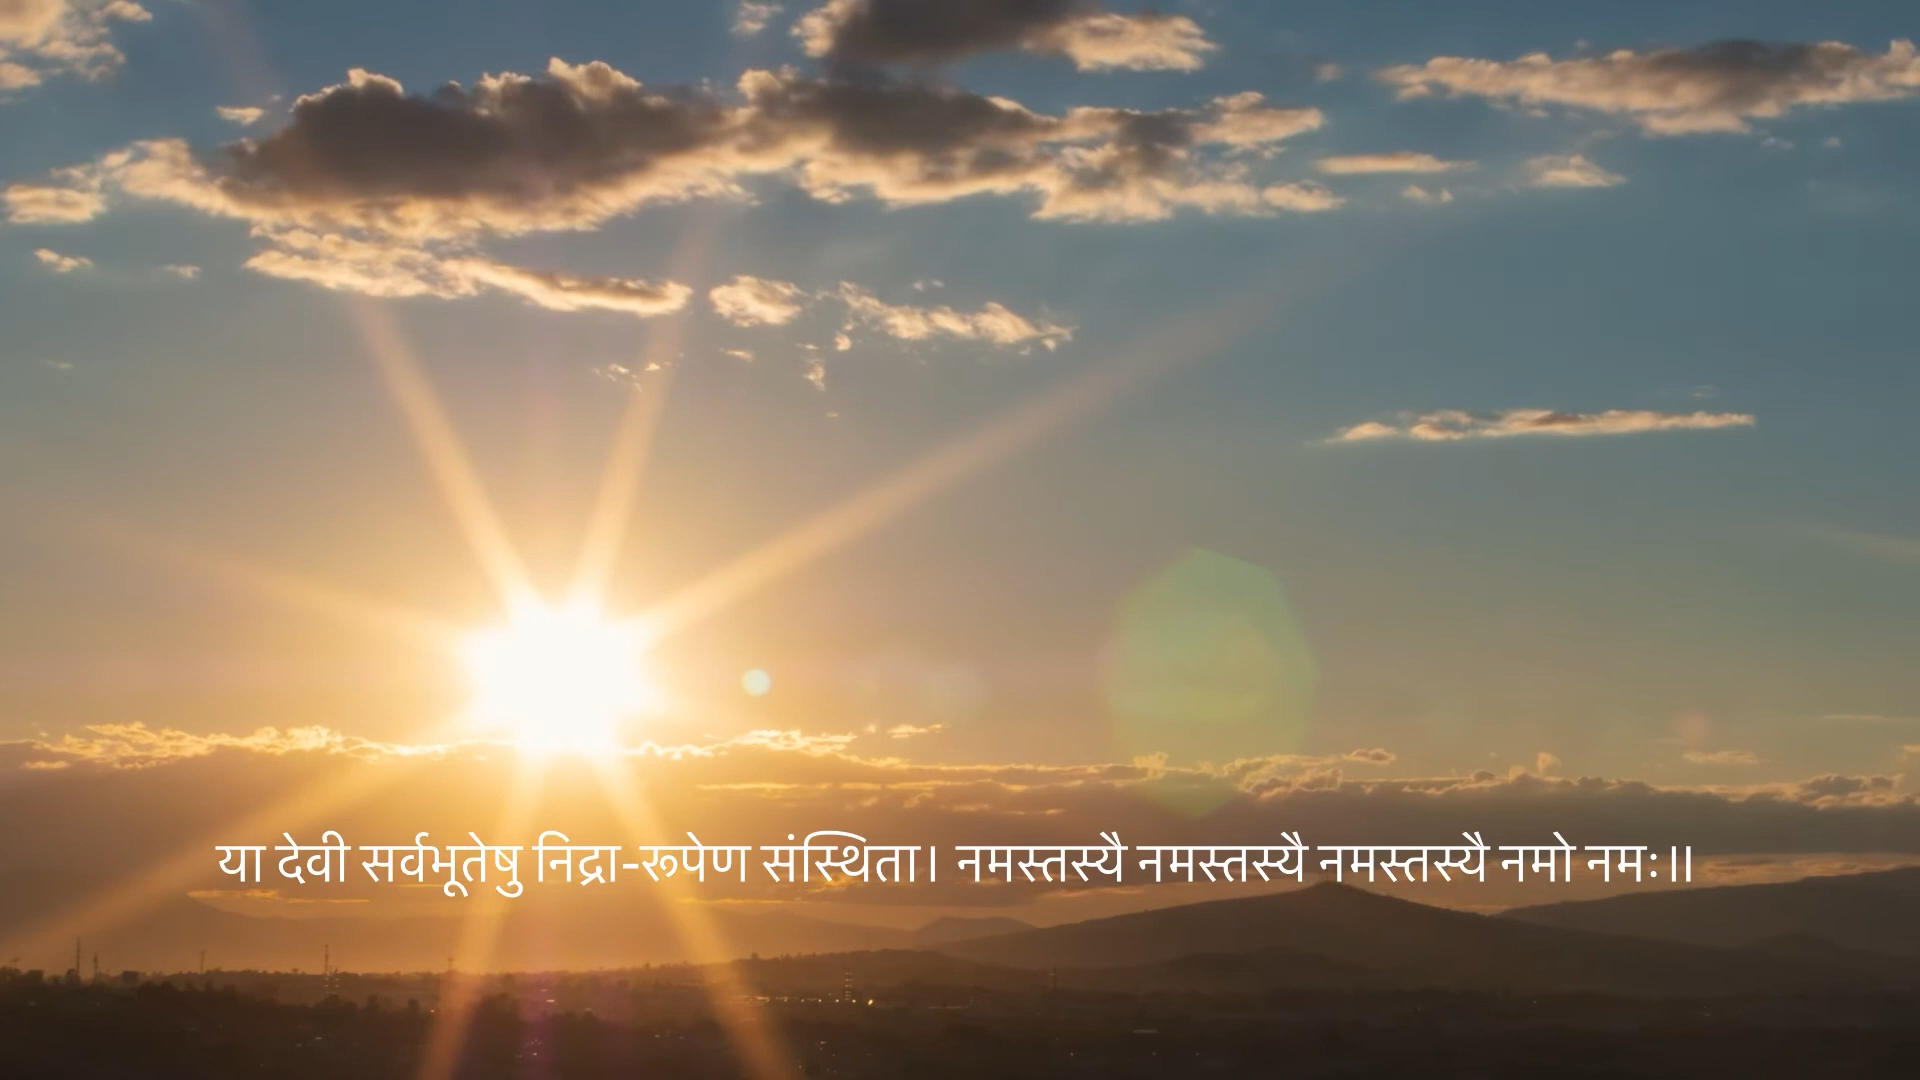 या देवी सर्वभूतेषु निद्रा-रूपेण संस्थिता। नमस्तस्यै नमस्तस्यै नमस्तस्यै नमो नमः॥